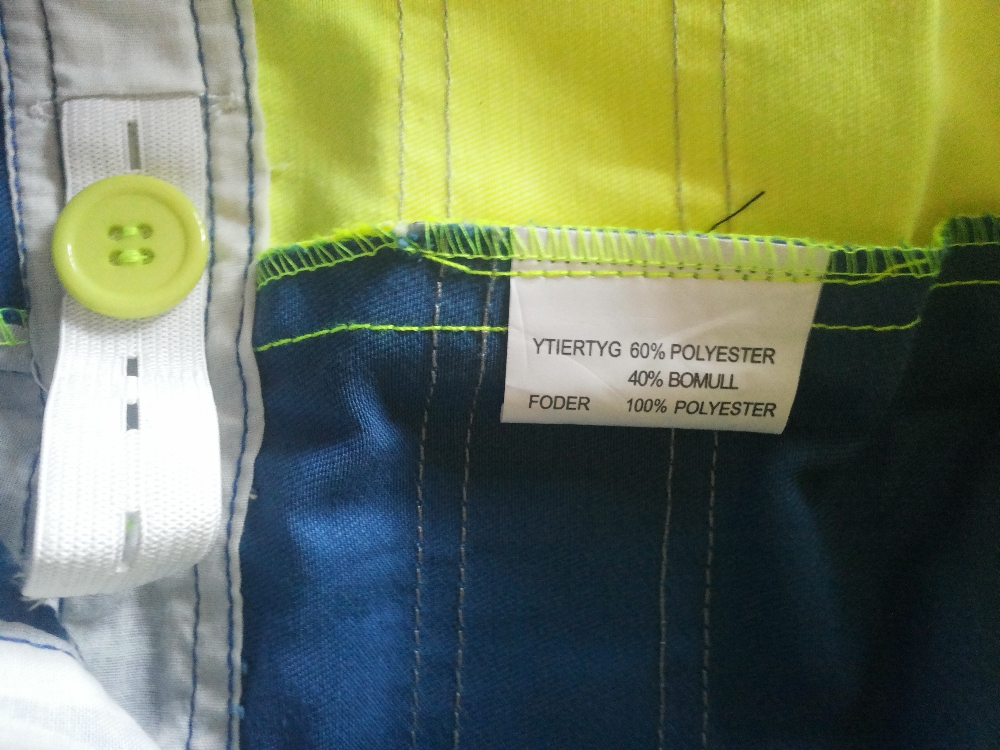 YTIERTYG 60% POLYESTER
40% BOMULL
FODER 100% POLYESTER